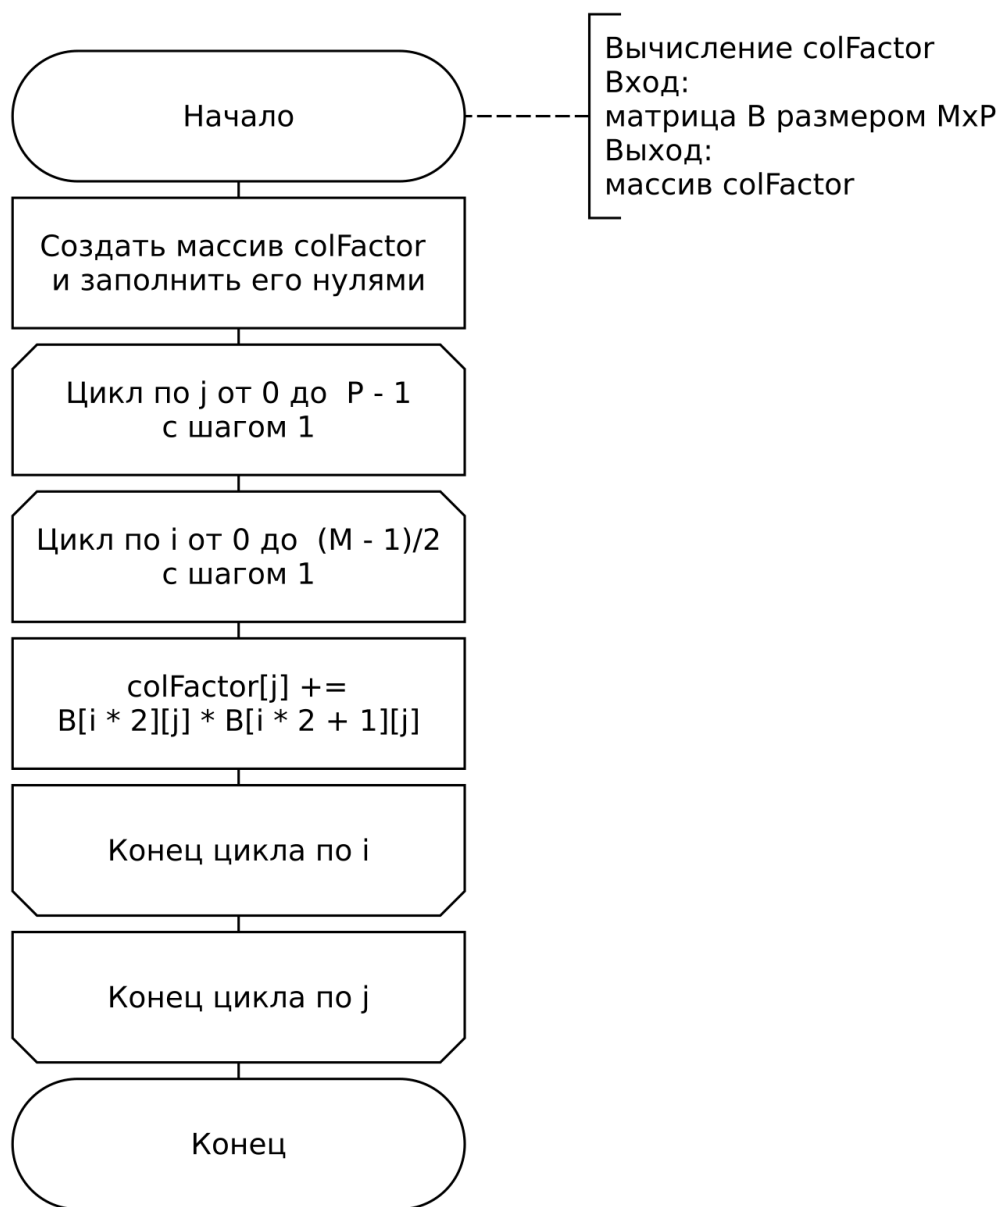 Начало
Вычисление colFactor
Вход:
матрица B размером MxP
Выход:
массив colFactor
Создать массив colFactor
и заполнить его нулями
Цикл по j от 0 до  P - 1
с шагом 1
Цикл по i от 0 до  (M - 1)/2
с шагом 1
colFactor[j] +=
B[i * 2][j] * B[i * 2 + 1][j]
Конец цикла по i
Конец цикла по j
Конец